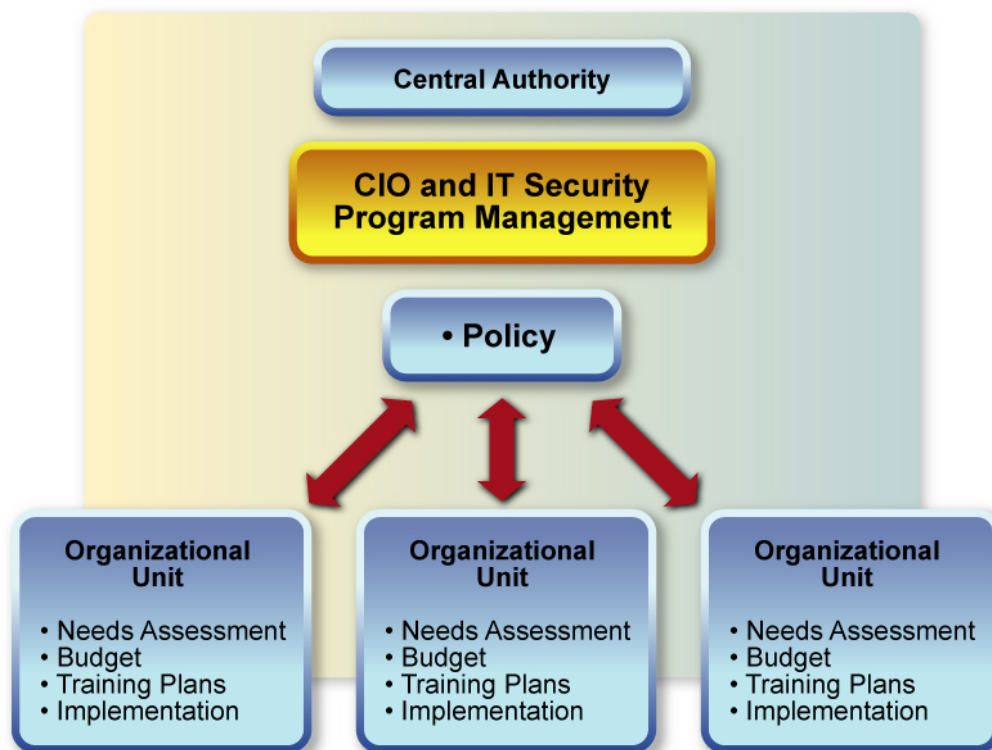 Central Authority
CIO and IT Security
Program Management
• Policy
Organizational
Unit
• Needs Assessment
• Budget
• Training Plans
• Implementation
Organizational
Unit
• Needs Assessment
• Budget
• Training Plans
• Implementation
Organizational
Unit
• Needs Assessment
• Budget
• Training Plans
• Implementation